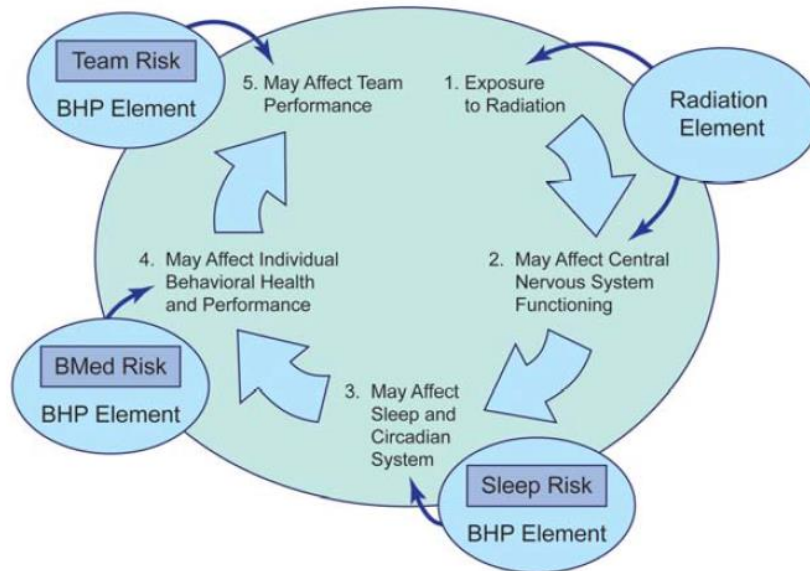 Team Risk
BHP Element
5. May Affect Team
Performance
1. Exposure
to Radiation
Radiation
Element
4. May Affect Individual
Behavioral Health
and Performance
2. May Affect Central
Nervous System
Functioning
BMed Risk
BHP Element
3. May Affect
Sleep and
Circadian
System
Sleep Risk
BHP Element